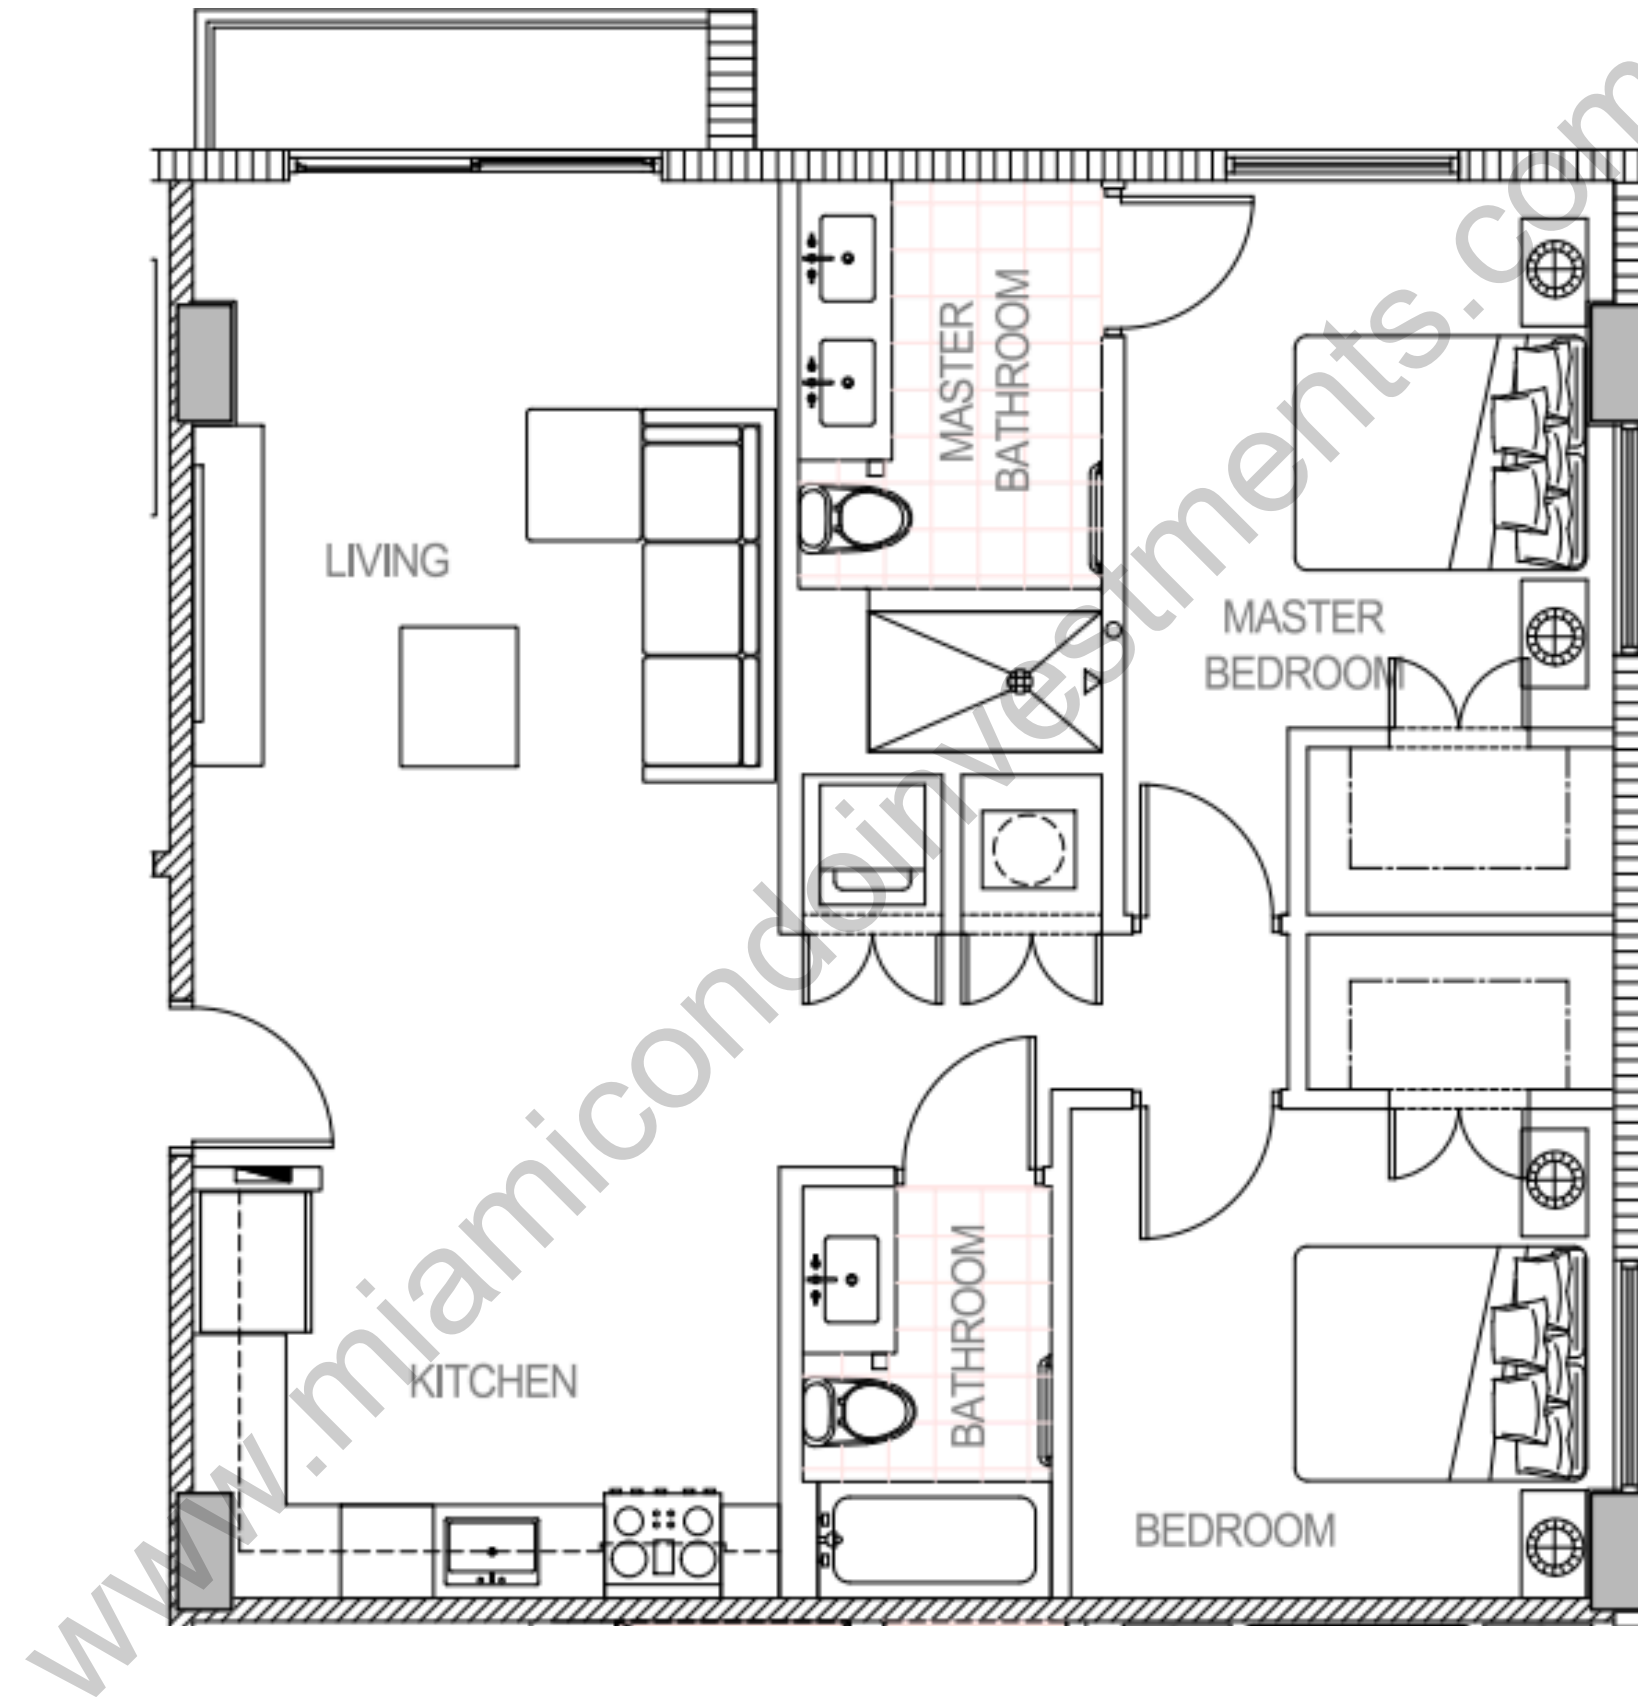 MASTER
BATHROOM
LIVING
MASTER
BEDROOM
KITCHEN
BATHROOM
BEDROOM
www.miamicondoinvestments.com